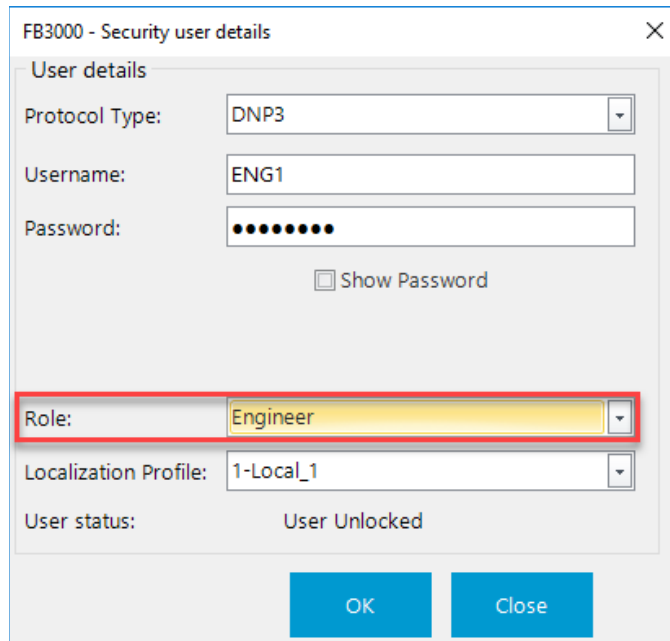 FB3000 - Security user details
User details
Protocol Type: DNP3
Username: ENG1
Password: ●●●●●●●●
Show Password
Role: Engineer
Localization Profile: 1-Local_1
User status: User Unlocked
OK Close